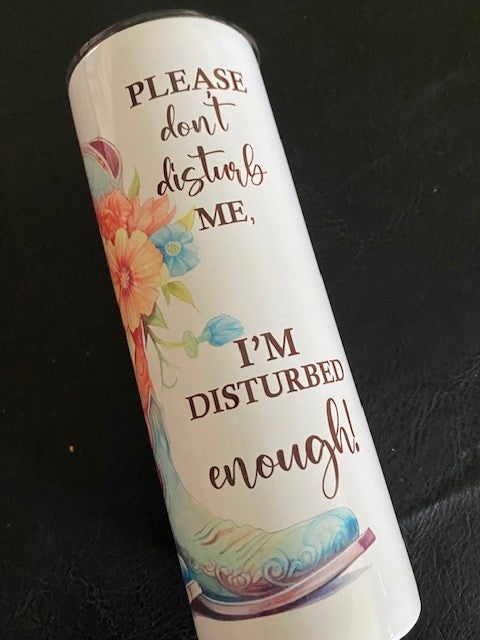 PLEASE
don't
disturb
ME,
I'M
DISTURBED
enough!